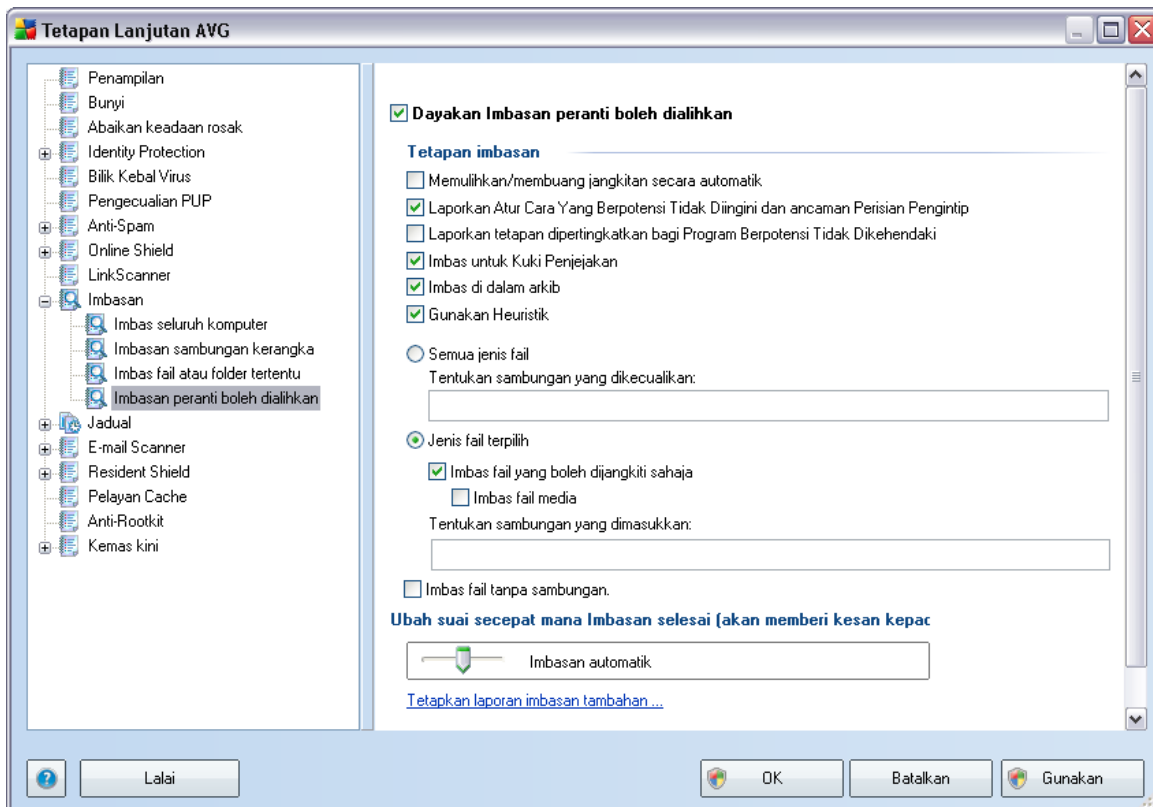 Tetapan Lanjutan AVG
Penampilan
Bunyi
Abaikan keadaan rosak
Identity Protection
Bilik Kebal Virus
Pengecualian PUP
Anti-Spam
Online Shield
LinkScanner
Imbasan
Imbas seluruh komputer
Imbasan sambungan kerangka
Imbas fail atau folder tertentu
Imbasan peranti boleh dialihkan
Jadual
E-mail Scanner
Resident Shield
Pelayan Cache
Anti-Rootkit
Kemas kini
Dayakan Imbasan peranti boleh dialihkan
Tetapan imbasan
Memulihkan/membuang jangkitan secara automatik
Laporkan Atur Cara Yang Berpotensi Tidak Diingini dan ancaman Perisian Pengintip
Laporkan tetapan dipertingkatkan bagi Program Berpotensi Tidak Dikehendaki
Imbas untuk Kuki Penjejakan
Imbas di dalam arkib
Gunakan Heuristik
Semua jenis fail
Tentukan sambungan yang dikecualikan:
Jenis fail terpilih
Imbas fail yang boleh dijangkiti sahaja
Imbas fail media
Tentukan sambungan yang dimasukkan:
Imbas fail tanpa sambungan.
Ubah suai secepat mana Imbasan selesai (akan memberi kesan kepac
Imbasan automatik
Tetapkan laporan imbasan tambahan ...
Lalai
OK
Batalkan
Gunakan